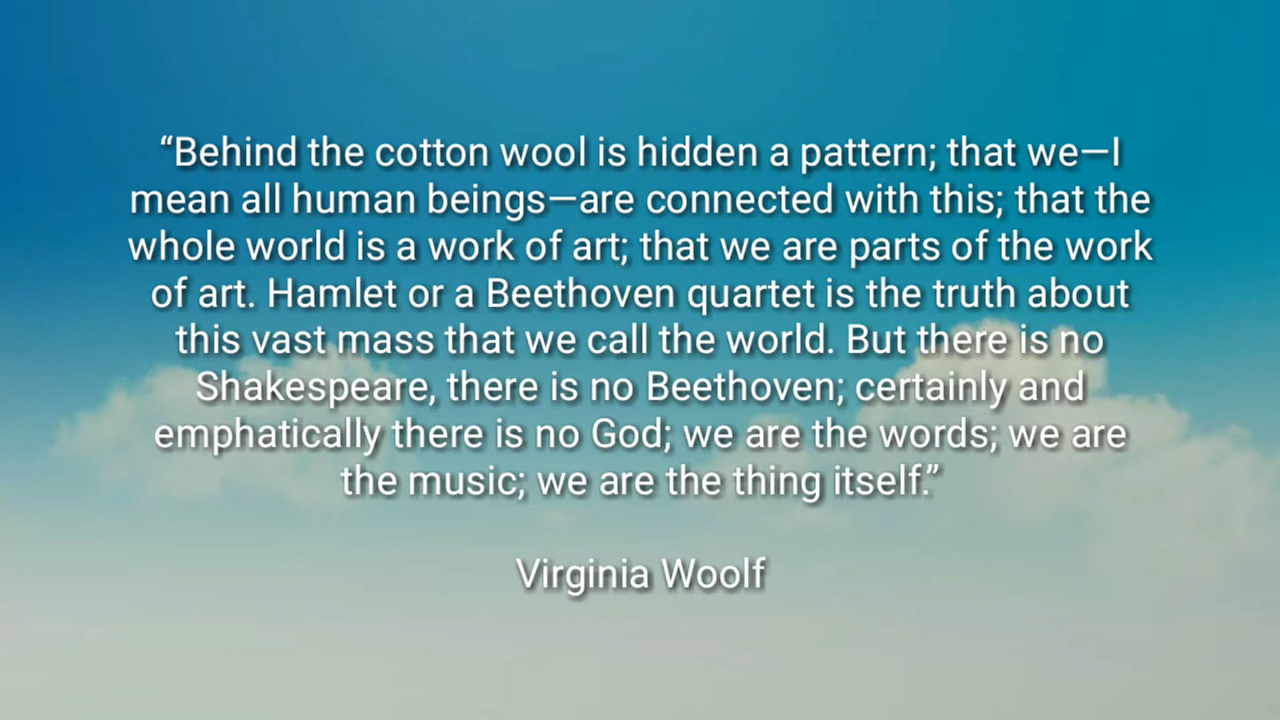 “Behind the cotton wool is hidden a pattern; that we—I
mean all human beings—are connected with this; that the
whole world is a work of art; that we are parts of the work
of art. Hamlet or a Beethoven quartet is the truth about
this vast mass that we call the world. But there is no
Shakespeare, there is no Beethoven; certainly and
emphatically there is no God; we are the words; we are
the music; we are the thing itself.”
Virginia Woolf